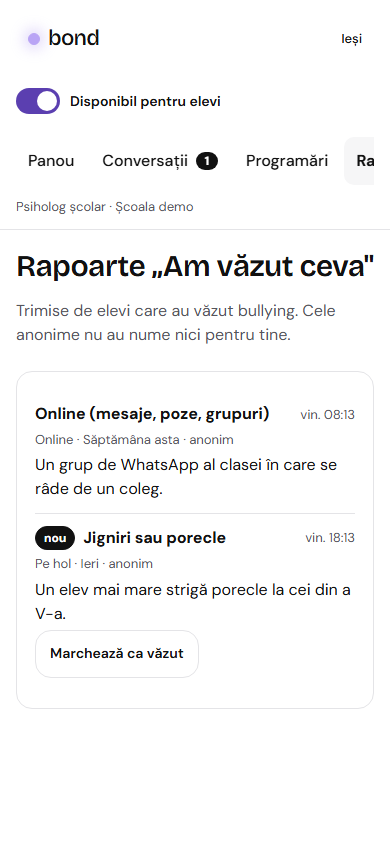 bond
Ieși
Disponibil pentru elevi
Panou
Conversații 1
Programări
Ra
Psiholog școlar · Școala demo
Rapoarte „Am văzut ceva"
Trimise de elevi care au văzut bullying. Cele
anonime nu au nume nici pentru tine.
Online (mesaje, poze, grupuri)
vin. 08:13
Online · Săptămâna asta · anonim
Un grup de WhatsApp al clasei în care se
râde de un coleg.
nou Jigniri sau porecle
vin. 18:13
Pe hol · Ieri · anonim
Un elev mai mare strigă porecle la cei din a
V-a.
Marchează ca văzut